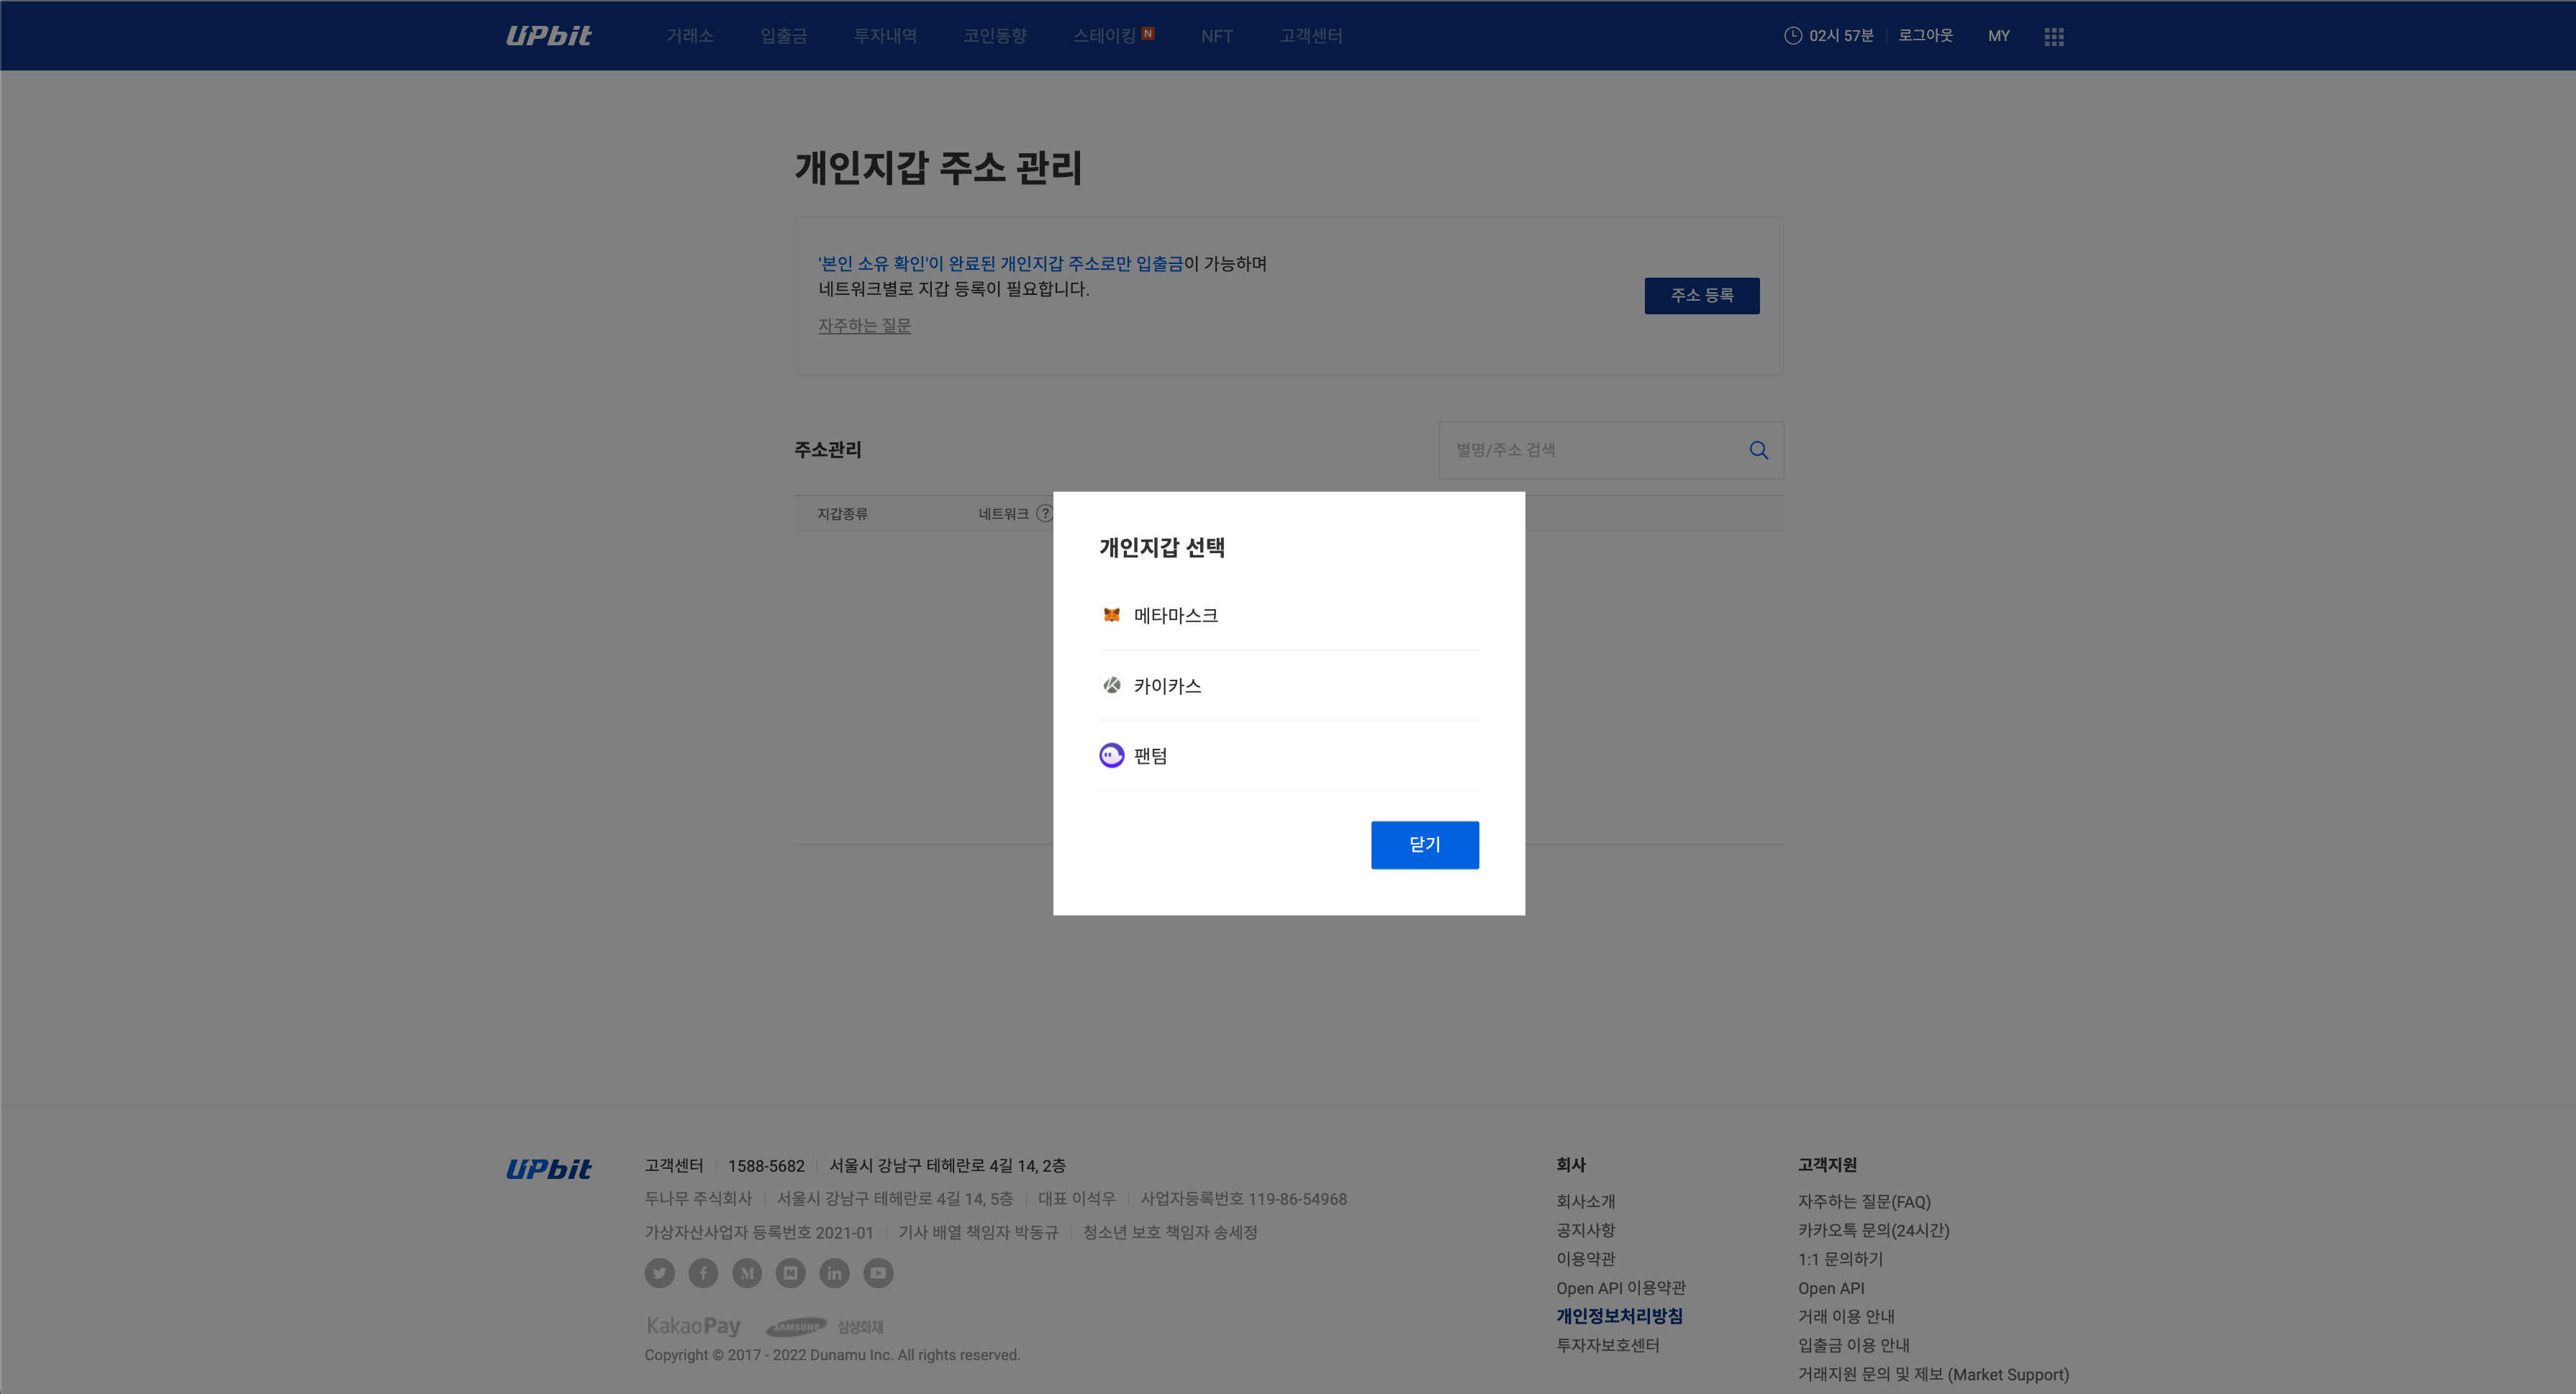 UPbit 거래소 입출금 투자내역 코인동향 스테이킹 N NFT 고객센터 02시 57분 로그아웃 MY
개인지갑 주소 관리
'본인 소유 확인'이 완료된 개인지갑 주소로만 입출금이 가능하며
네트워크별로 지갑 등록이 필요합니다.
주소 등록
자주하는 질문
주소관리
별명/주소 검색
지갑종류 네트워크 ?
개인지갑 선택
메타마스크
카이카스
팬텀
닫기
UPbit
고객센터 1588-5682 서울시 강남구 테헤란로 4길 14, 2층
두나무 주식회사 서울시 강남구 테헤란로 4길 14, 5층 대표 이석우 사업자등록번호 119-86-54968
가상자산사업자 등록번호 2021-01 기사 배열 책임자 박동규 청소년 보호 책임자 송세정
KakaoPay SAMSUNG 삼성화재
Copyright © 2017 - 2022 Dunamu Inc. All rights reserved.
회사
회사소개
공지사항
이용약관
Open API 이용약관
개인정보처리방침
투자자보호센터
고객지원
자주하는 질문(FAQ)
카카오톡 문의(24시간)
1:1 문의하기
Open API
거래 이용 안내
입출금 이용 안내
거래지원 문의 및 제보 (Market Support)